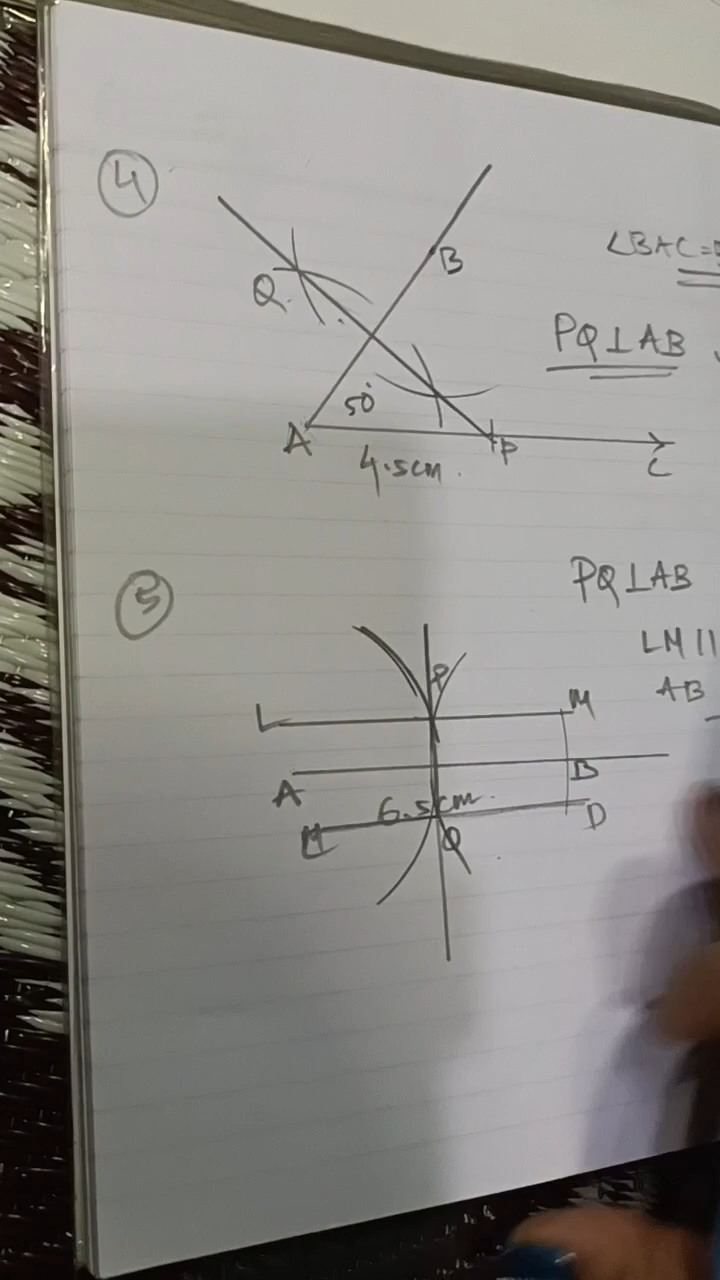 4
B
Q.
∠BAC=
PQ⊥AB
50°
A
P
4.5cm.
C
5
PQ⊥AB
LM ||
AB
P
L
M
A
B
6.5cm.
D
Q